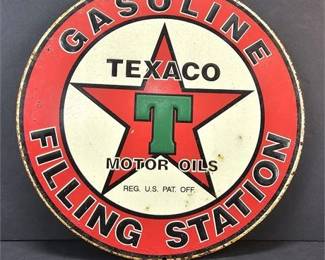 GASOLINE
TEXACO
T
MOTOR OILS
REG. U.S. PAT. OFF.
FILLING STATION